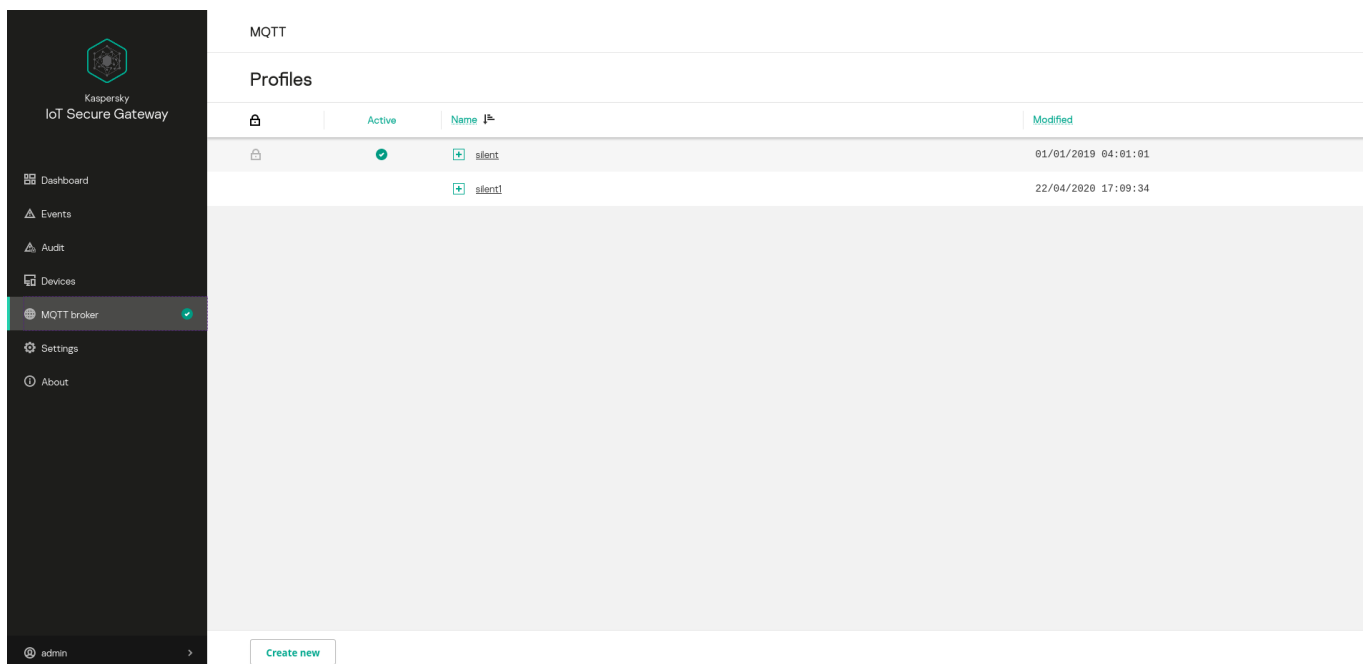 Kaspersky
IoT Secure Gateway
Dashboard
Events
Audit
Devices
MQTT broker
Settings
About
admin
MQTT
Profiles
Active Name Modified
silent 01/01/2019 04:01:01
silent1 22/04/2020 17:09:34
Create new